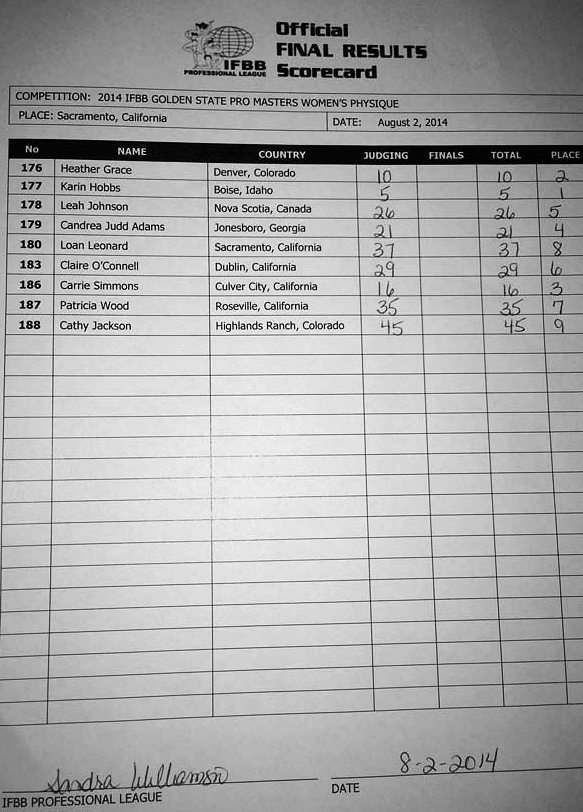 Official
IFBB FINAL RESULTS
PROFESSIONAL LEAGUE Scorecard
COMPETITION: 2014 IFBB GOLDEN STATE PRO MASTERS WOMEN'S PHYSIQUE
PLACE: Sacramento, California DATE: August 2, 2014
No NAME COUNTRY JUDGING FINALS TOTAL PLACE
176 Heather Grace Denver, Colorado 10 10 2
177 Karin Hobbs Boise, Idaho 5 5 1
178 Leah Johnson Nova Scotia, Canada 26 26 5
179 Candrea Judd Adams Jonesboro, Georgia 21 21 4
180 Loan Leonard Sacramento, California 37 37 8
183 Claire O'Connell Dublin, California 29 29 6
186 Carrie Simmons Culver City, California 16 16 3
187 Patricia Wood Roseville, California 35 35 7
188 Cathy Jackson Highlands Ranch, Colorado 45 45 9
Sandra Williamson 8-2-2014
IFBB PROFESSIONAL LEAGUE DATE